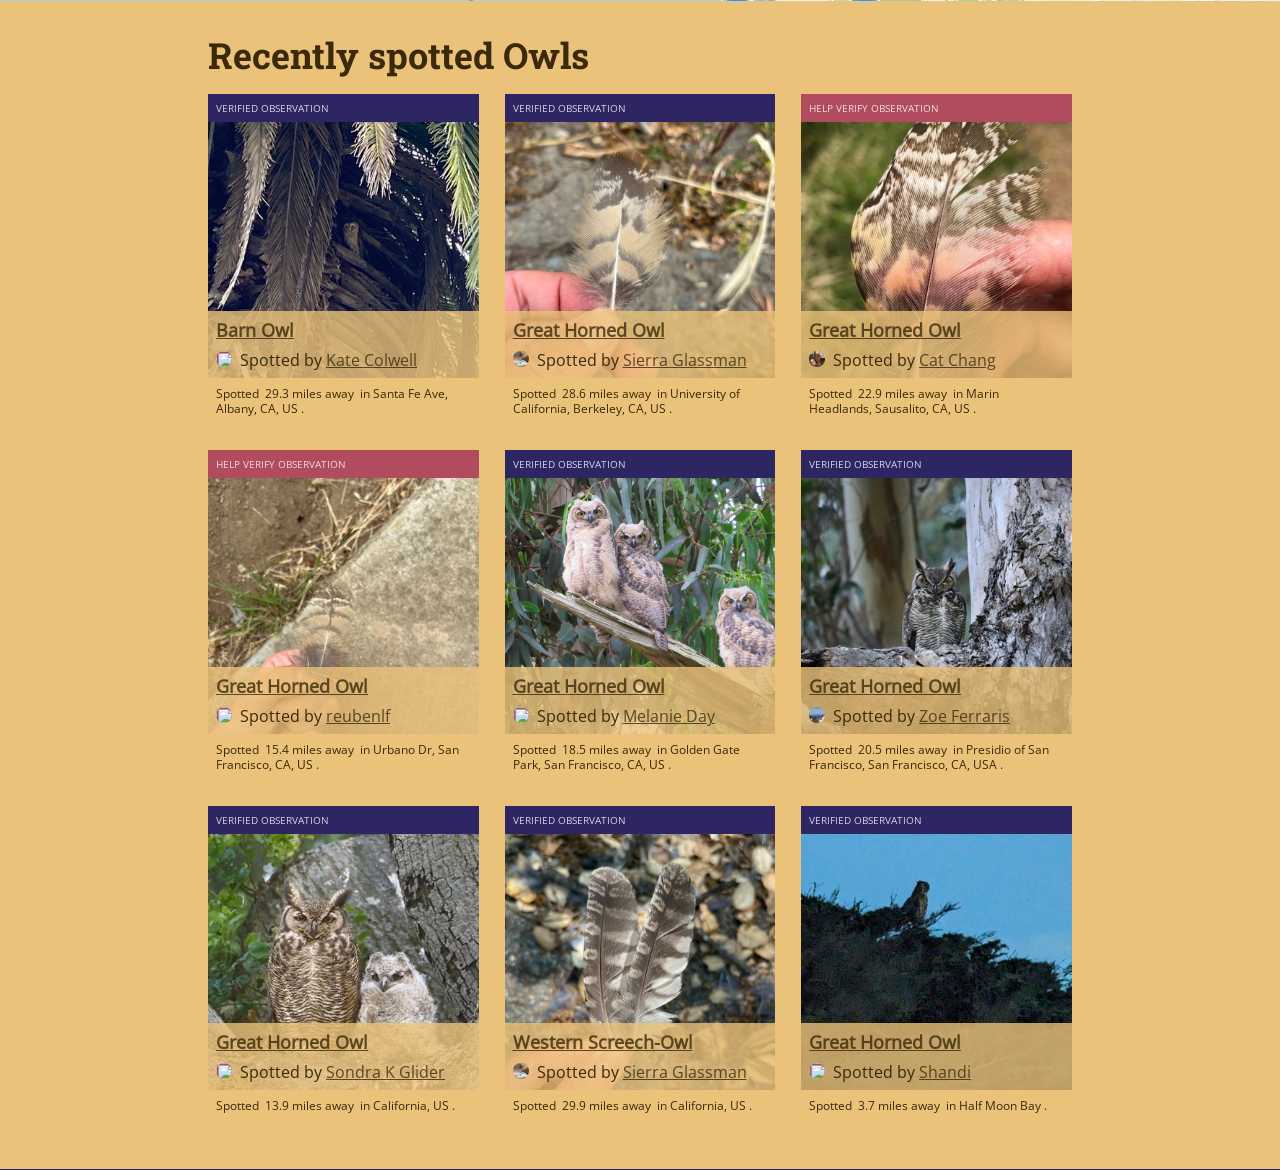 Recently spotted Owls
VERIFIED OBSERVATION
Barn Owl
Spotted by Kate Colwell
Spotted 29.3 miles away in Santa Fe Ave,
Albany, CA, US .
VERIFIED OBSERVATION
Great Horned Owl
Spotted by Sierra Glassman
Spotted 28.6 miles away in University of
California, Berkeley, CA, US .
HELP VERIFY OBSERVATION
Great Horned Owl
Spotted by Cat Chang
Spotted 22.9 miles away in Marin
Headlands, Sausalito, CA, US .
HELP VERIFY OBSERVATION
Great Horned Owl
Spotted by reubenlf
Spotted 15.4 miles away in Urbano Dr, San
Francisco, CA, US .
VERIFIED OBSERVATION
Great Horned Owl
Spotted by Melanie Day
Spotted 18.5 miles away in Golden Gate
Park, San Francisco, CA, US .
VERIFIED OBSERVATION
Great Horned Owl
Spotted by Zoe Ferraris
Spotted 20.5 miles away in Presidio of San
Francisco, San Francisco, CA, USA .
VERIFIED OBSERVATION
Great Horned Owl
Spotted by Sondra K Glider
Spotted 13.9 miles away in California, US .
VERIFIED OBSERVATION
Western Screech-Owl
Spotted by Sierra Glassman
Spotted 29.9 miles away in California, US .
VERIFIED OBSERVATION
Great Horned Owl
Spotted by Shandi
Spotted 3.7 miles away in Half Moon Bay .